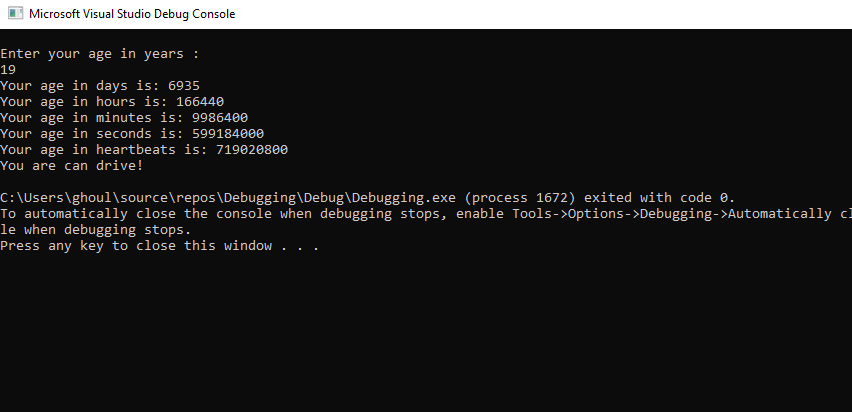 Microsoft Visual Studio Debug Console
Enter your age in years :
19
Your age in days is: 6935
Your age in hours is: 166440
Your age in minutes is: 9986400
Your age in seconds is: 599184000
Your age in heartbeats is: 719020800
You are can drive!
C:\Users\ghoul\source\repos\Debugging\Debug\Debugging.exe (process 1672) exited with code 0.
To automatically close the console when debugging stops, enable Tools->Options->Debugging->Automatically cl
le when debugging stops.
Press any key to close this window . . .